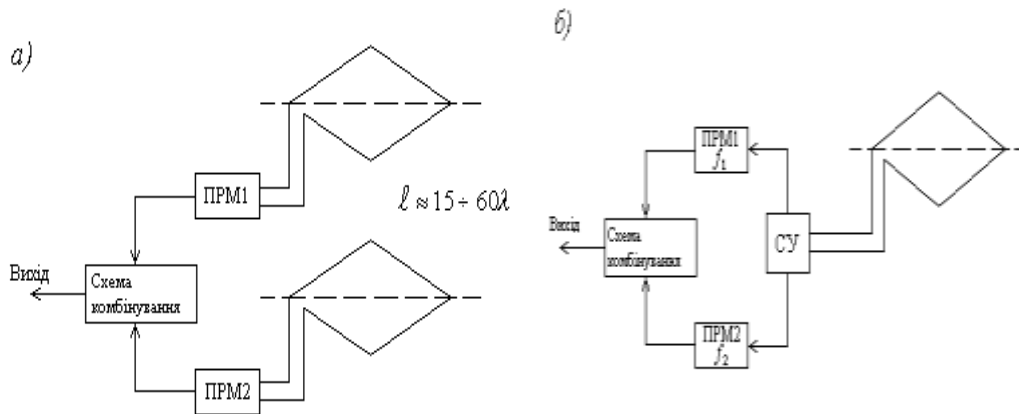 а)
ПРМ1
ℓ ≈ 15 ÷ 60λ
Вихід
Схема
комбінування
ПРМ2
б)
ПРМ1
f₁
Вихід
Схема
комбінування
СУ
ПРМ2
f₂